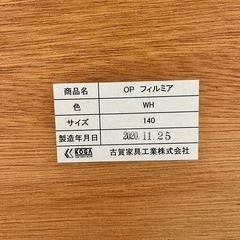 商品名 OP フィルミア
色 WH
サイズ 140
製造年月日 2020.11.25
KOGA 古賀家具工業株式会社